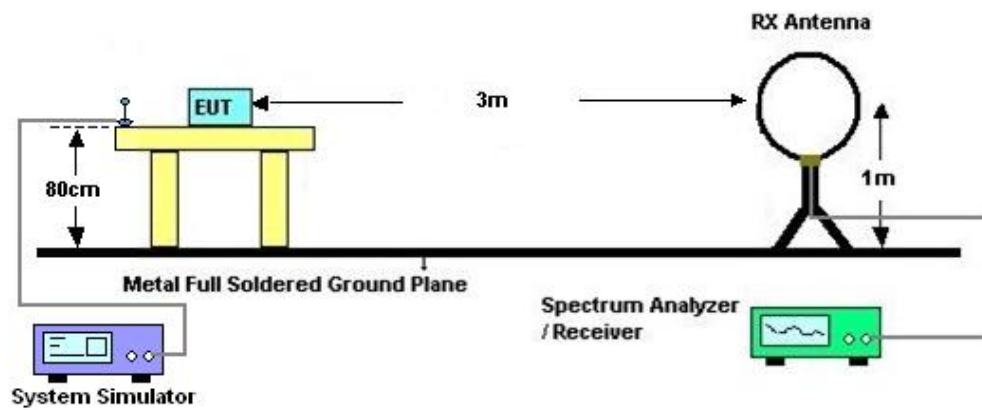 RX Antenna
EUT
3m
80cm
1m
Metal Full Soldered Ground Plane
Spectrum Analyzer
/ Receiver
System Simulator